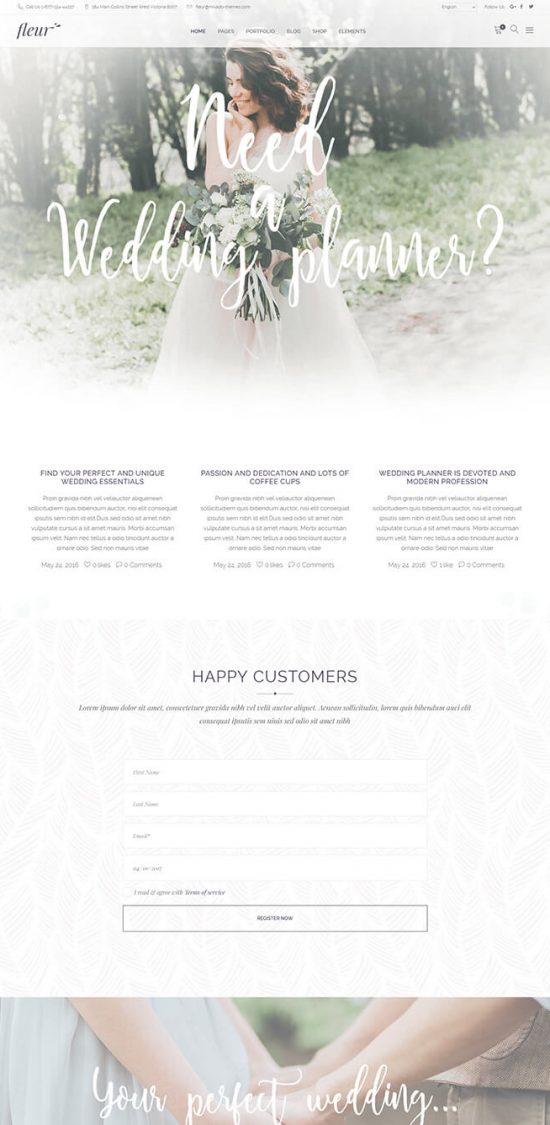 Call Us 1-877-154-44227 184 Main Collins Street West Victoria 8007 fleur@mikado-themes.com English Follow Us
fleur
HOME PAGES PORTFOLIO BLOG SHOP ELEMENTS
Need
a
Wedding planner?
FIND YOUR PERFECT AND UNIQUE
WEDDING ESSENTIALS
Proin gravida nibh vel veliauctor aliquenean
sollicitudien quis bibendum auctor, nisi elit consequat
ipsutis sem nibh id elit sed odio sit amet nibh
vulputate cursus a sit amet mauris. Morbi accumsan
ipsum velit. Nam nec tellus a odio tincidunt auctor a
ornare odio. Sed non mauris vitae
May 24, 2016 0 likes 0 Comments
PASSION AND DEDICATION AND LOTS OF
COFFEE CUPS
Proin gravida nibh vel veliauctor aliquenean
sollicitudien quis bibendum auctor, nisi elit consequat
ipsutis sem nibh id elit sed odio sit amet nibh
vulputate cursus a sit amet mauris. Morbi accumsan
ipsum velit. Nam nec tellus a odio tincidunt auctor a
ornare odio. Sed non mauris vitae
May 24, 2016 0 likes 0 Comments
WEDDING PLANNER IS DEVOTED AND
MODERN PROFESSION
Proin gravida nibh vel veliauctor aliquenean
sollicitudien quis bibendum auctor, nisi elit consequat
ipsutis sem nibh id elit sed odio sit amet nibh
vulputate cursus a sit amet mauris. Morbi accumsan
ipsum velit. Nam nec tellus a odio tincidunt auctor a
ornare odio. Sed non mauris vitae
May 24, 2016 1 like 0 Comments
HAPPY CUSTOMERS
Lorem ipsum dolor sit amet, consectetuer gravida nibh vel velit auctor aliquet. Aenean sollicitudin, lorem quis bibendum auci elit
consequat ipsutis sem uinis sed odio sit amet nibh
First Name
Last Name
Email*
04/10/2017
I read & agree with Terms of service
REGISTER NOW
Your perfect wedding...